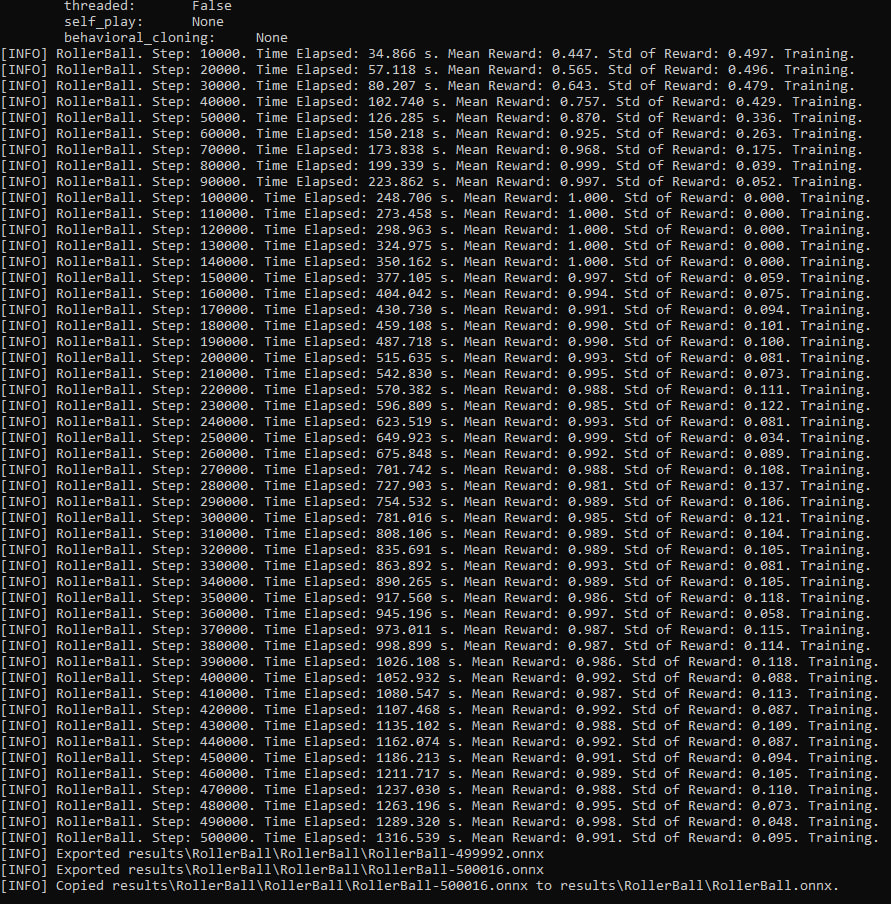 threaded:       False
self_play:      None
behavioral_cloning:     None
[INFO] RollerBall. Step: 10000. Time Elapsed: 34.866 s. Mean Reward: 0.447. Std of Reward: 0.497. Training.
[INFO] RollerBall. Step: 20000. Time Elapsed: 57.118 s. Mean Reward: 0.565. Std of Reward: 0.496. Training.
[INFO] RollerBall. Step: 30000. Time Elapsed: 80.207 s. Mean Reward: 0.643. Std of Reward: 0.479. Training.
[INFO] RollerBall. Step: 40000. Time Elapsed: 102.740 s. Mean Reward: 0.757. Std of Reward: 0.429. Training.
[INFO] RollerBall. Step: 50000. Time Elapsed: 126.285 s. Mean Reward: 0.870. Std of Reward: 0.336. Training.
[INFO] RollerBall. Step: 60000. Time Elapsed: 150.218 s. Mean Reward: 0.925. Std of Reward: 0.263. Training.
[INFO] RollerBall. Step: 70000. Time Elapsed: 173.838 s. Mean Reward: 0.968. Std of Reward: 0.175. Training.
[INFO] RollerBall. Step: 80000. Time Elapsed: 199.339 s. Mean Reward: 0.999. Std of Reward: 0.039. Training.
[INFO] RollerBall. Step: 90000. Time Elapsed: 223.862 s. Mean Reward: 0.997. Std of Reward: 0.052. Training.
[INFO] RollerBall. Step: 100000. Time Elapsed: 248.706 s. Mean Reward: 1.000. Std of Reward: 0.000. Training.
[INFO] RollerBall. Step: 110000. Time Elapsed: 273.458 s. Mean Reward: 1.000. Std of Reward: 0.000. Training.
[INFO] RollerBall. Step: 120000. Time Elapsed: 298.963 s. Mean Reward: 1.000. Std of Reward: 0.000. Training.
[INFO] RollerBall. Step: 130000. Time Elapsed: 324.975 s. Mean Reward: 1.000. Std of Reward: 0.000. Training.
[INFO] RollerBall. Step: 140000. Time Elapsed: 350.162 s. Mean Reward: 1.000. Std of Reward: 0.000. Training.
[INFO] RollerBall. Step: 150000. Time Elapsed: 377.105 s. Mean Reward: 0.997. Std of Reward: 0.059. Training.
[INFO] RollerBall. Step: 160000. Time Elapsed: 404.042 s. Mean Reward: 0.994. Std of Reward: 0.075. Training.
[INFO] RollerBall. Step: 170000. Time Elapsed: 430.730 s. Mean Reward: 0.991. Std of Reward: 0.094. Training.
[INFO] RollerBall. Step: 180000. Time Elapsed: 459.108 s. Mean Reward: 0.990. Std of Reward: 0.101. Training.
[INFO] RollerBall. Step: 190000. Time Elapsed: 487.718 s. Mean Reward: 0.990. Std of Reward: 0.100. Training.
[INFO] RollerBall. Step: 200000. Time Elapsed: 515.635 s. Mean Reward: 0.993. Std of Reward: 0.081. Training.
[INFO] RollerBall. Step: 210000. Time Elapsed: 542.830 s. Mean Reward: 0.995. Std of Reward: 0.073. Training.
[INFO] RollerBall. Step: 220000. Time Elapsed: 570.382 s. Mean Reward: 0.988. Std of Reward: 0.111. Training.
[INFO] RollerBall. Step: 230000. Time Elapsed: 596.809 s. Mean Reward: 0.985. Std of Reward: 0.122. Training.
[INFO] RollerBall. Step: 240000. Time Elapsed: 623.519 s. Mean Reward: 0.993. Std of Reward: 0.081. Training.
[INFO] RollerBall. Step: 250000. Time Elapsed: 649.923 s. Mean Reward: 0.999. Std of Reward: 0.034. Training.
[INFO] RollerBall. Step: 260000. Time Elapsed: 675.848 s. Mean Reward: 0.992. Std of Reward: 0.089. Training.
[INFO] RollerBall. Step: 270000. Time Elapsed: 701.742 s. Mean Reward: 0.988. Std of Reward: 0.108. Training.
[INFO] RollerBall. Step: 280000. Time Elapsed: 727.903 s. Mean Reward: 0.981. Std of Reward: 0.137. Training.
[INFO] RollerBall. Step: 290000. Time Elapsed: 754.532 s. Mean Reward: 0.989. Std of Reward: 0.106. Training.
[INFO] RollerBall. Step: 300000. Time Elapsed: 781.016 s. Mean Reward: 0.985. Std of Reward: 0.121. Training.
[INFO] RollerBall. Step: 310000. Time Elapsed: 808.106 s. Mean Reward: 0.989. Std of Reward: 0.104. Training.
[INFO] RollerBall. Step: 320000. Time Elapsed: 835.691 s. Mean Reward: 0.989. Std of Reward: 0.105. Training.
[INFO] RollerBall. Step: 330000. Time Elapsed: 863.892 s. Mean Reward: 0.993. Std of Reward: 0.081. Training.
[INFO] RollerBall. Step: 340000. Time Elapsed: 890.265 s. Mean Reward: 0.989. Std of Reward: 0.105. Training.
[INFO] RollerBall. Step: 350000. Time Elapsed: 917.560 s. Mean Reward: 0.986. Std of Reward: 0.118. Training.
[INFO] RollerBall. Step: 360000. Time Elapsed: 945.196 s. Mean Reward: 0.997. Std of Reward: 0.058. Training.
[INFO] RollerBall. Step: 370000. Time Elapsed: 973.011 s. Mean Reward: 0.987. Std of Reward: 0.115. Training.
[INFO] RollerBall. Step: 380000. Time Elapsed: 998.899 s. Mean Reward: 0.987. Std of Reward: 0.114. Training.
[INFO] RollerBall. Step: 390000. Time Elapsed: 1026.108 s. Mean Reward: 0.986. Std of Reward: 0.118. Training.
[INFO] RollerBall. Step: 400000. Time Elapsed: 1052.932 s. Mean Reward: 0.992. Std of Reward: 0.088. Training.
[INFO] RollerBall. Step: 410000. Time Elapsed: 1080.547 s. Mean Reward: 0.987. Std of Reward: 0.113. Training.
[INFO] RollerBall. Step: 420000. Time Elapsed: 1107.468 s. Mean Reward: 0.992. Std of Reward: 0.087. Training.
[INFO] RollerBall. Step: 430000. Time Elapsed: 1135.102 s. Mean Reward: 0.988. Std of Reward: 0.109. Training.
[INFO] RollerBall. Step: 440000. Time Elapsed: 1162.074 s. Mean Reward: 0.992. Std of Reward: 0.087. Training.
[INFO] RollerBall. Step: 450000. Time Elapsed: 1186.213 s. Mean Reward: 0.991. Std of Reward: 0.094. Training.
[INFO] RollerBall. Step: 460000. Time Elapsed: 1211.717 s. Mean Reward: 0.989. Std of Reward: 0.105. Training.
[INFO] RollerBall. Step: 470000. Time Elapsed: 1237.030 s. Mean Reward: 0.988. Std of Reward: 0.110. Training.
[INFO] RollerBall. Step: 480000. Time Elapsed: 1263.196 s. Mean Reward: 0.995. Std of Reward: 0.073. Training.
[INFO] RollerBall. Step: 490000. Time Elapsed: 1289.320 s. Mean Reward: 0.998. Std of Reward: 0.048. Training.
[INFO] RollerBall. Step: 500000. Time Elapsed: 1316.539 s. Mean Reward: 0.991. Std of Reward: 0.095. Training.
[INFO] Exported results\RollerBall\RollerBall\RollerBall-499992.onnx
[INFO] Exported results\RollerBall\RollerBall\RollerBall-500016.onnx
[INFO] Copied results\RollerBall\RollerBall\RollerBall-500016.onnx to results\RollerBall\RollerBall.onnx.